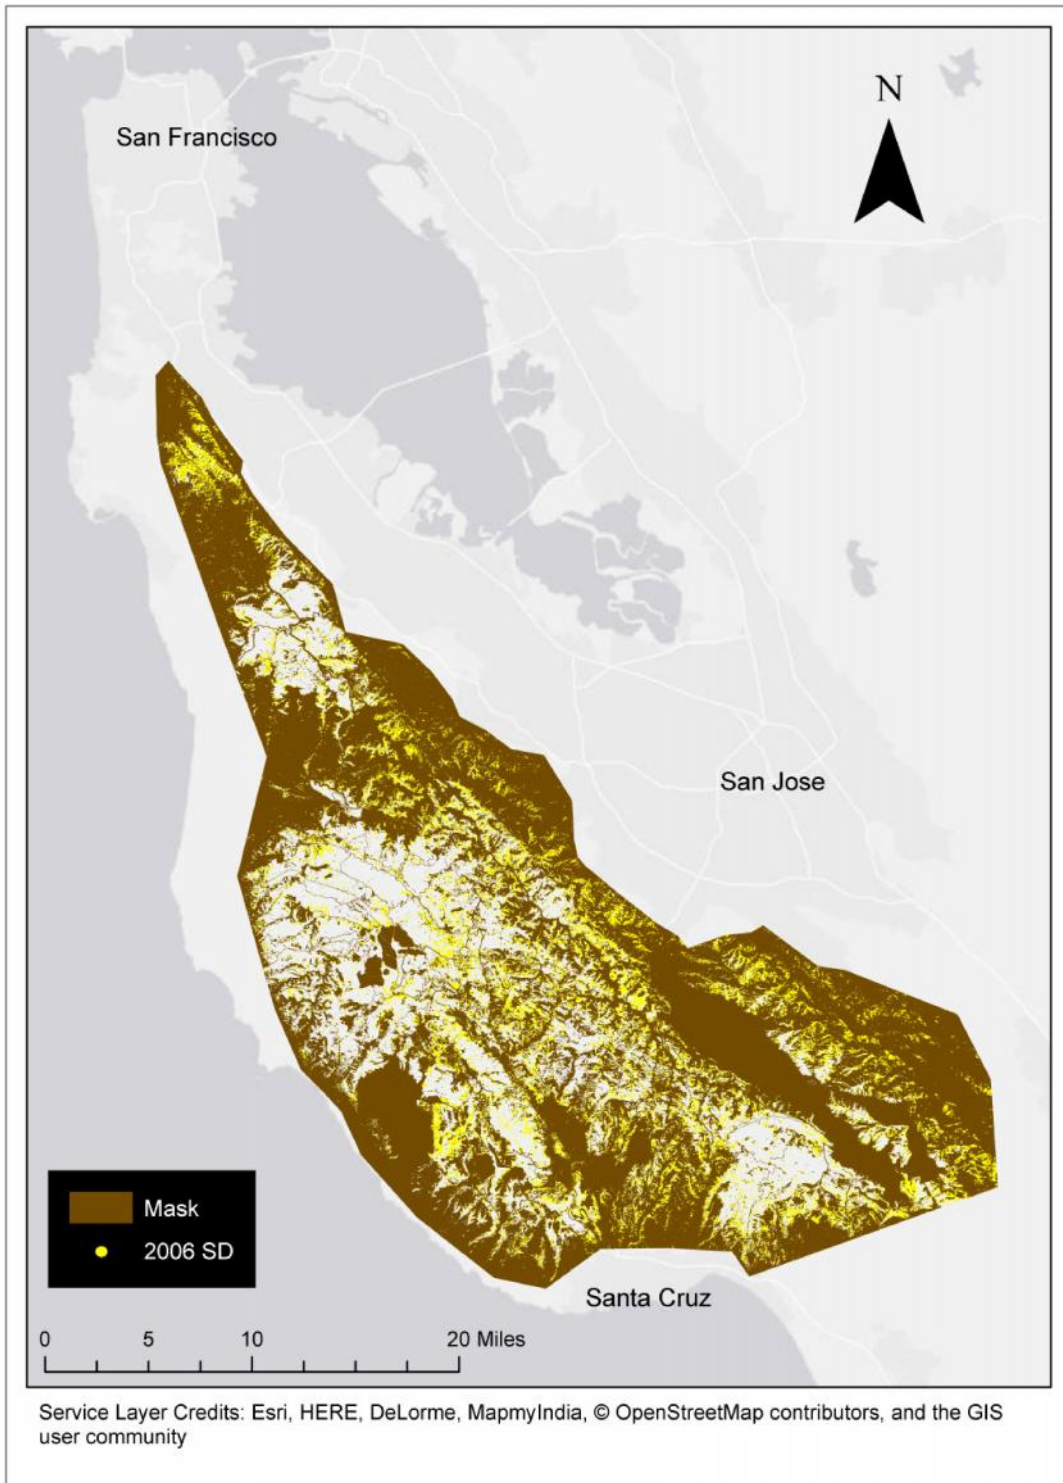 San Francisco
N
San Jose
Mask
2006 SD
Santa Cruz
0 5 10 20 Miles
Service Layer Credits: Esri, HERE, DeLorme, MapmyIndia, © OpenStreetMap contributors, and the GIS
user community